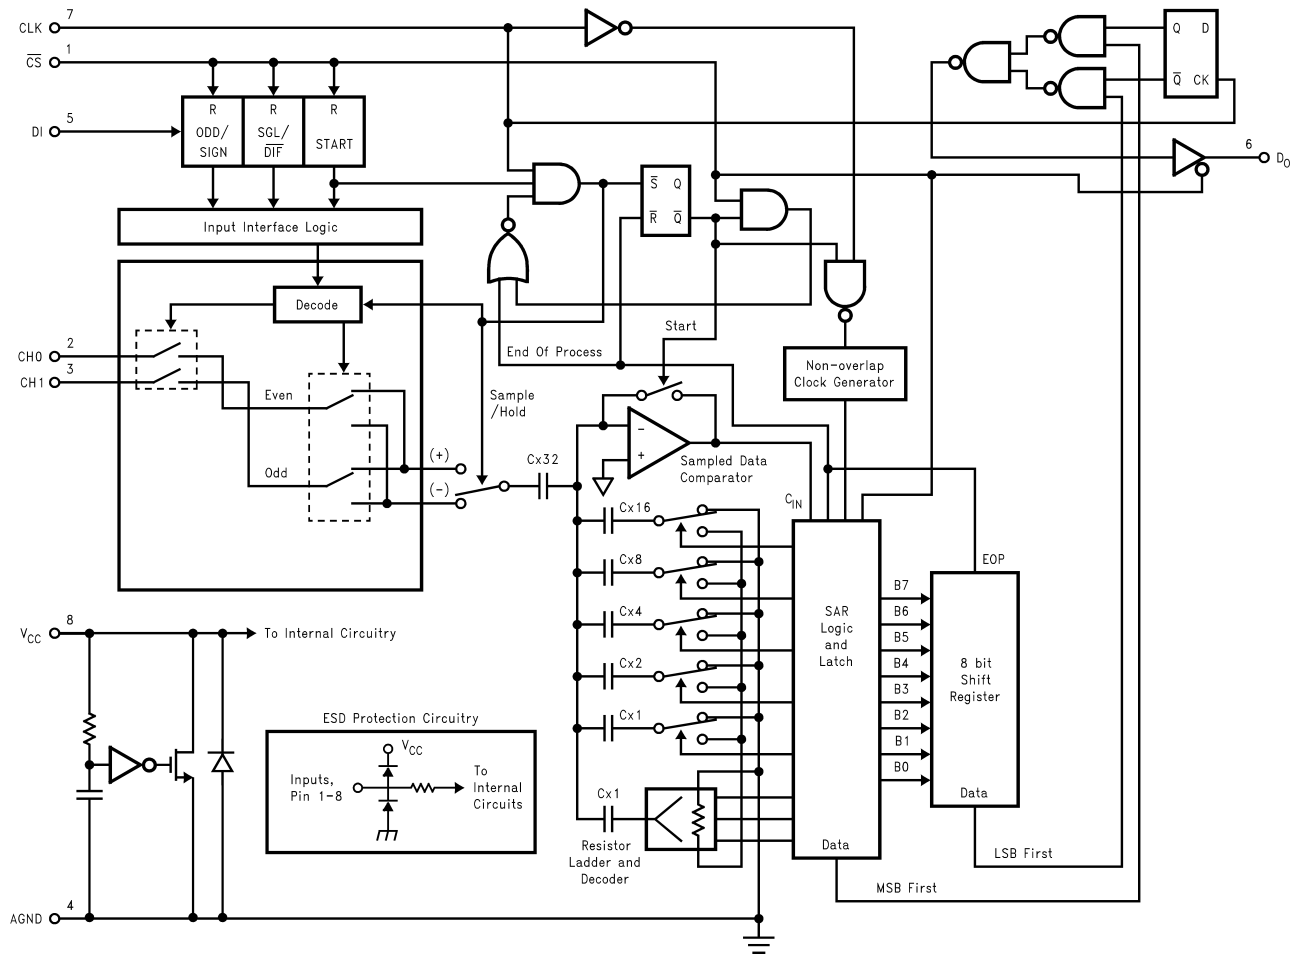 CLK 7
CS 1
DI 5
R R R
ODD/
SIGN
SGL/
DIF
START
Input Interface Logic
Decode
CH0 2
CH1 3
Even
Odd
(+)
(-)
Sample
/Hold
S Q
R Q
Q D
Q CK
6 DO
Start
End Of Process
Non-overlap
Clock Generator
-
+
Sampled Data
Comparator
Cx32
Cx16
Cx8
Cx4
Cx2
Cx1
Cx1
Resistor
Ladder and
Decoder
CIN
SAR
Logic
and
Latch
Data
EOP
B7
B6
B5
B4
B3
B2
B1
B0
8 bit
Shift
Register
Data
LSB First
MSB First
VCC 8
To Internal Circuitry
ESD Protection Circuitry
VCC
Inputs,
Pin 1-8
To
Internal
Circuits
AGND 4